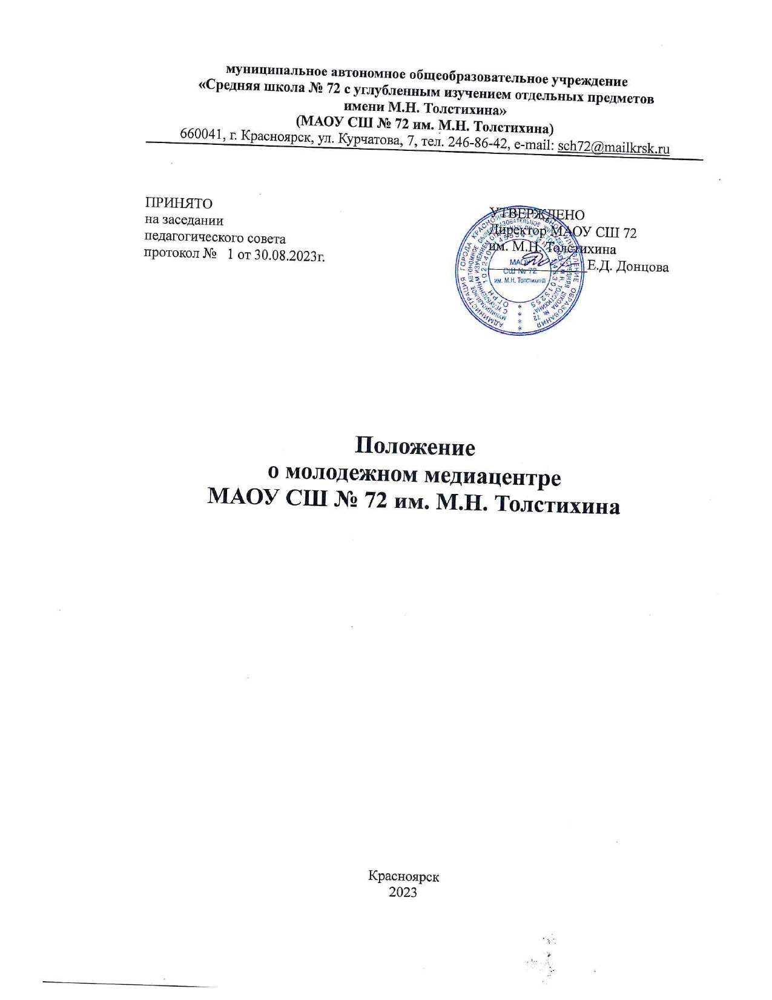 муниципальное автономное общеобразовательное учреждение
«Средняя школа № 72 с углубленным изучением отдельных предметов
имени М.Н. Толстихина»
(МАОУ СШ № 72 им. М.Н. Толстихина)
660041, г. Красноярск, ул. Курчатова, 7, тел. 246-86-42, e-mail: sch72@mailkrsk.ru
ПРИНЯТО
на заседании
педагогического совета
протокол № 1 от 30.08.2023г.
УТВЕРЖДЕНО
Директор МАОУ СШ 72
им. М.Н. Толстихина
Е.Д. Донцова
МАОУ
СШ № 72
им. М.Н. Толстихина
Положение
о молодежном медиацентре
МАОУ СШ № 72 им. М.Н. Толстихина
Красноярск
2023